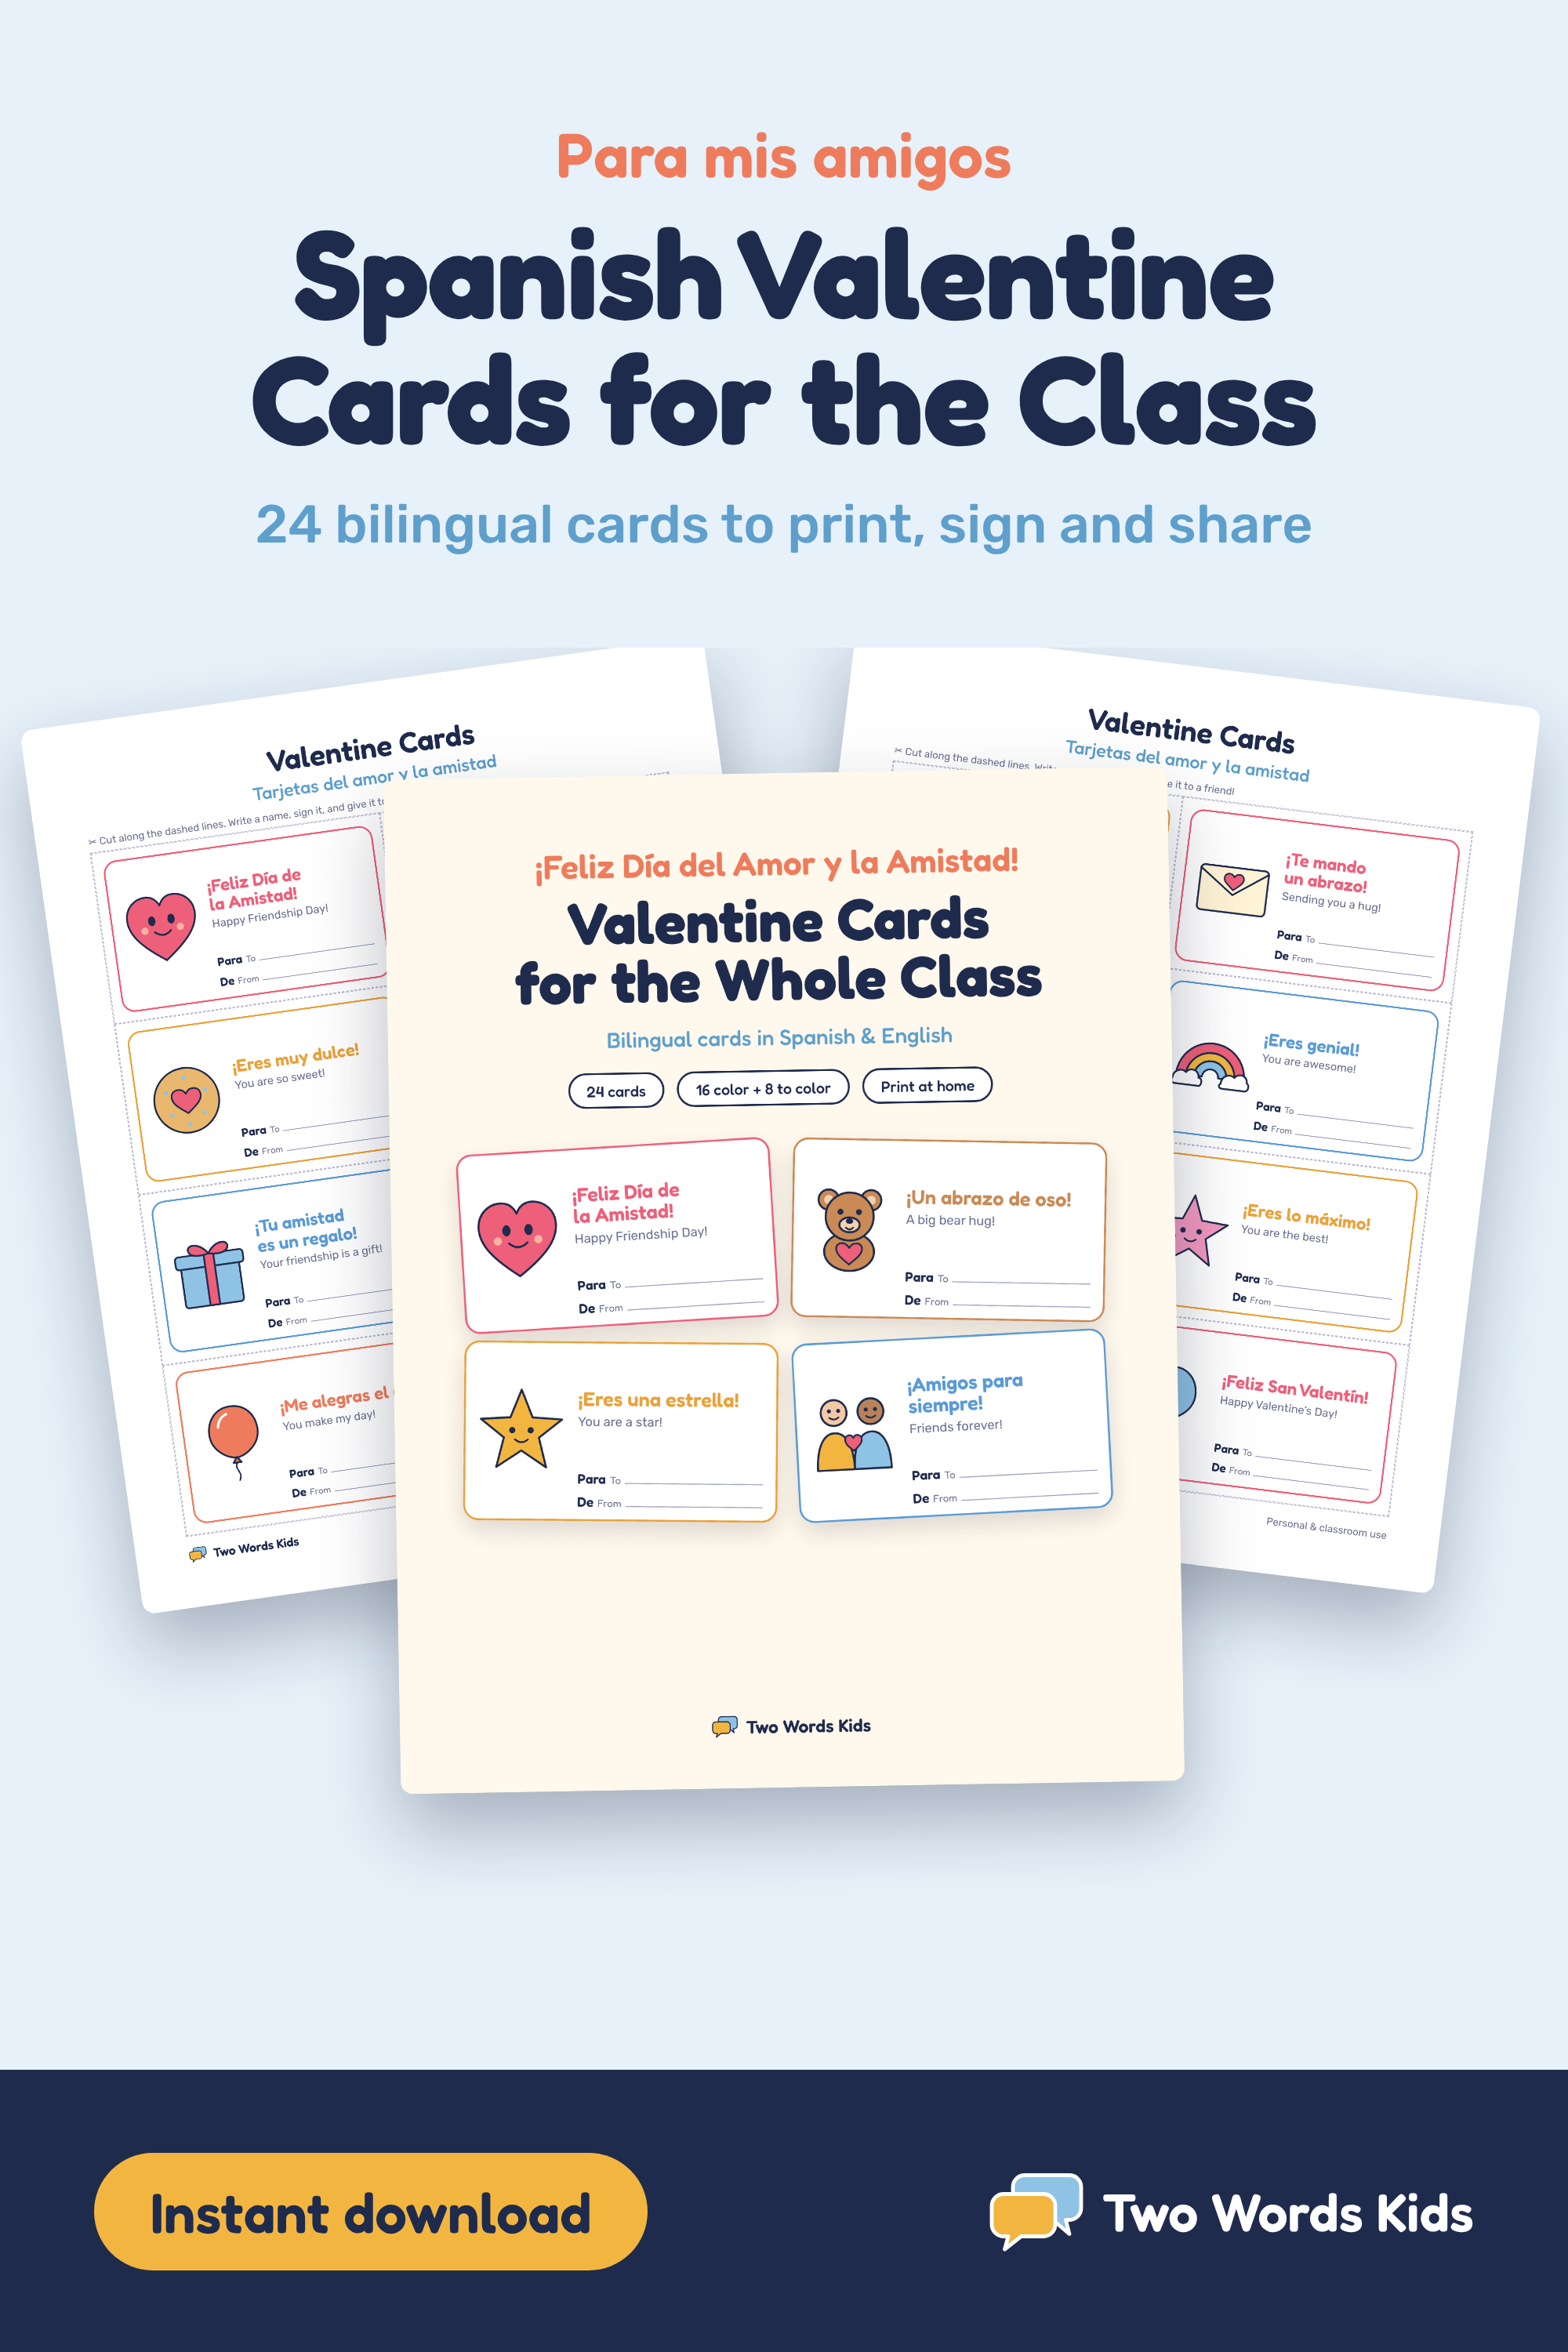 Para mis amigos
Spanish Valentine
Cards for the Class
24 bilingual cards to print, sign and share
Valentine Cards
Tarjetas del amor y la amistad
✂ Cut along the dashed lines. Write a name, sign it, and give it to
¡Feliz Día de
la Amistad!
Happy Friendship Day!
Para To
De From
¡Eres muy dulce!
You are so sweet!
Para To
De From
¡Tu amistad
es un regalo!
Your friendship is a gift!
Para To
De From
¡Me alegras el
You make my day!
Para To
De From
Two Words Kids
¡Feliz Día del Amor y la Amistad!
Valentine Cards
for the Whole Class
Bilingual cards in Spanish & English
24 cards
16 color + 8 to color
Print at home
¡Feliz Día de
la Amistad!
Happy Friendship Day!
Para To
De From
¡Un abrazo de oso!
A big bear hug!
Para To
De From
¡Eres una estrella!
You are a star!
Para To
De From
¡Amigos para
siempre!
Friends forever!
Para To
De From
Two Words Kids
Valentine Cards
Tarjetas del amor y la amistad
✂ Cut along the dashed lines. e it to a friend!
¡Te mando
un abrazo!
Sending you a hug!
Para To
De From
¡Eres genial!
You are awesome!
Para To
De From
¡Eres lo máximo!
You are the best!
Para To
De From
¡Feliz San Valentín!
Happy Valentine's Day!
Para To
De From
Personal & classroom use
Instant download
Two Words Kids